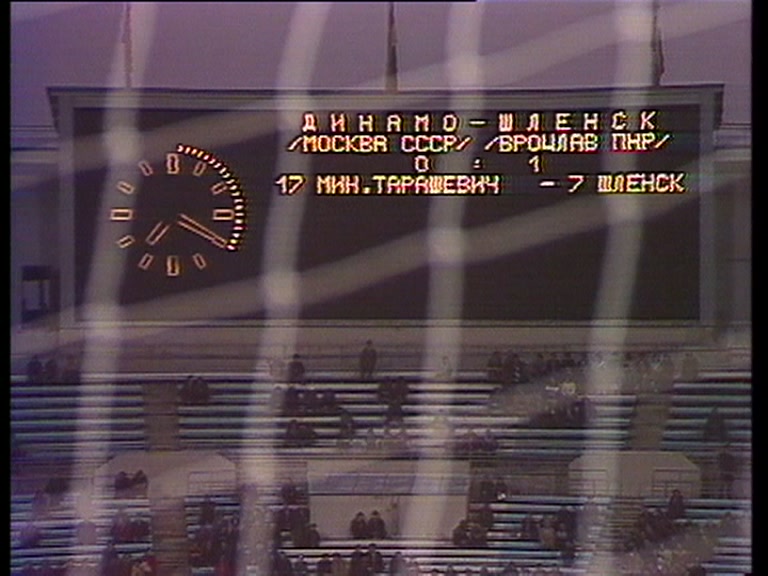 ДИНАМО – ШЛЕНСК
/МОСКВА СССР/ /ВРОЦЛАВ ПНР/
0 : 1
17 МИН.ТАРАШЕВИЧ – 7 ШЛЕНСК